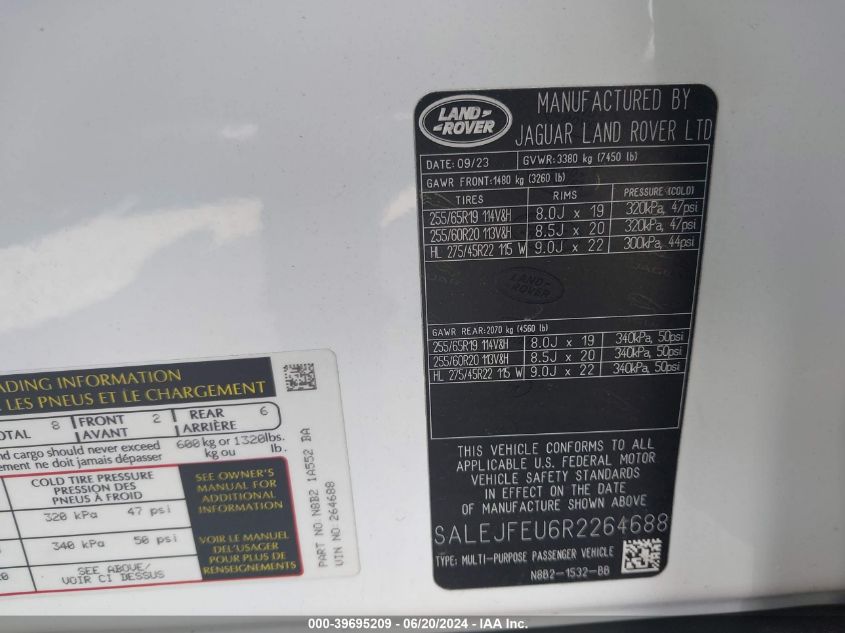 LAND-
-ROVER
MANUFACTURED BY
JAGUAR LAND ROVER LTD
DATE: 09/23 GVWR: 3380 kg (7450 lb)
GAWR FRONT: 1480 kg (3260 lb)
TIRES RIMS PRESSURE (COLD)
255/65R19 114V&H 8.0J x 19 320kPa, 47psi
255/60R20 113V&H 8.5J x 20 320kPa, 47psi
HL 275/45R22 115 W 9.0J x 22 300kPa, 44psi
LAND-
-ROVER
GAWR REAR: 2070 kg (4560 lb)
255/65R19 114V&H 8.0J x 19 340kPa, 50psi
255/60R20 113V&H 8.5J x 20 340kPa, 50psi
HL 275/45R22 115 W 9.0J x 22 340kPa, 50psi
THIS VEHICLE CONFORMS TO ALL
APPLICABLE U.S. FEDERAL MOTOR
VEHICLE SAFETY STANDARDS
IN EFFECT ON THE DATE OF
MANUFACTURE SHOWN ABOVE
SALEJFEU6R2264688
TYPE: MULTI-PURPOSE PASSENGER VEHICLE
N8B2-1532-BB
ADING INFORMATION
LES PNEUS ET LE CHARGEMENT
OTAL 8 FRONT 2 REAR 6
AVANT ARRIÈRE
nd cargo should never exceed 600 kg or 1320lbs.
ement ne doit jamais dépasser kg ou lb.
COLD TIRE PRESSURE
PRESSION DES
PNEUS À FROID
320 kPa 47 psi
340 kPa 50 psi
SEE ABOVE/
VOIR CI DESSUS
SEE OWNER'S
MANUAL FOR
ADDITIONAL
INFORMATION
VOIR LE MANUEL
DE L'USAGER
POUR PLUS DE
RENSEIGNEMENTS
PART NO N8B2 1A552 BA
VIN NO 264688
000-39695209 - 06/20/2024 - IAA Inc.